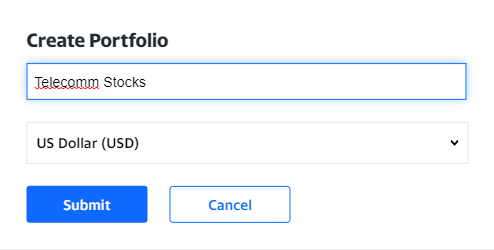 Create Portfolio
Telecomm Stocks
US Dollar (USD)
Submit Cancel